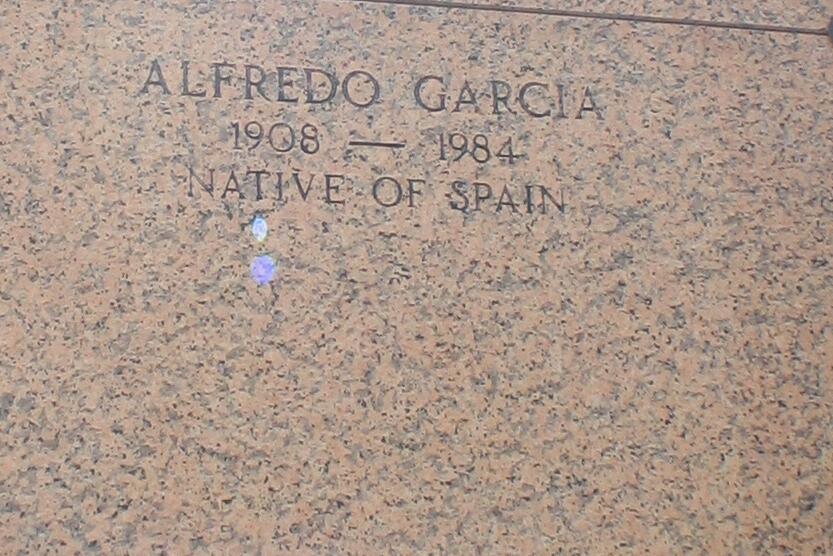 ALFREDO GARCIA
1908 — 1984
NATIVE OF SPAIN